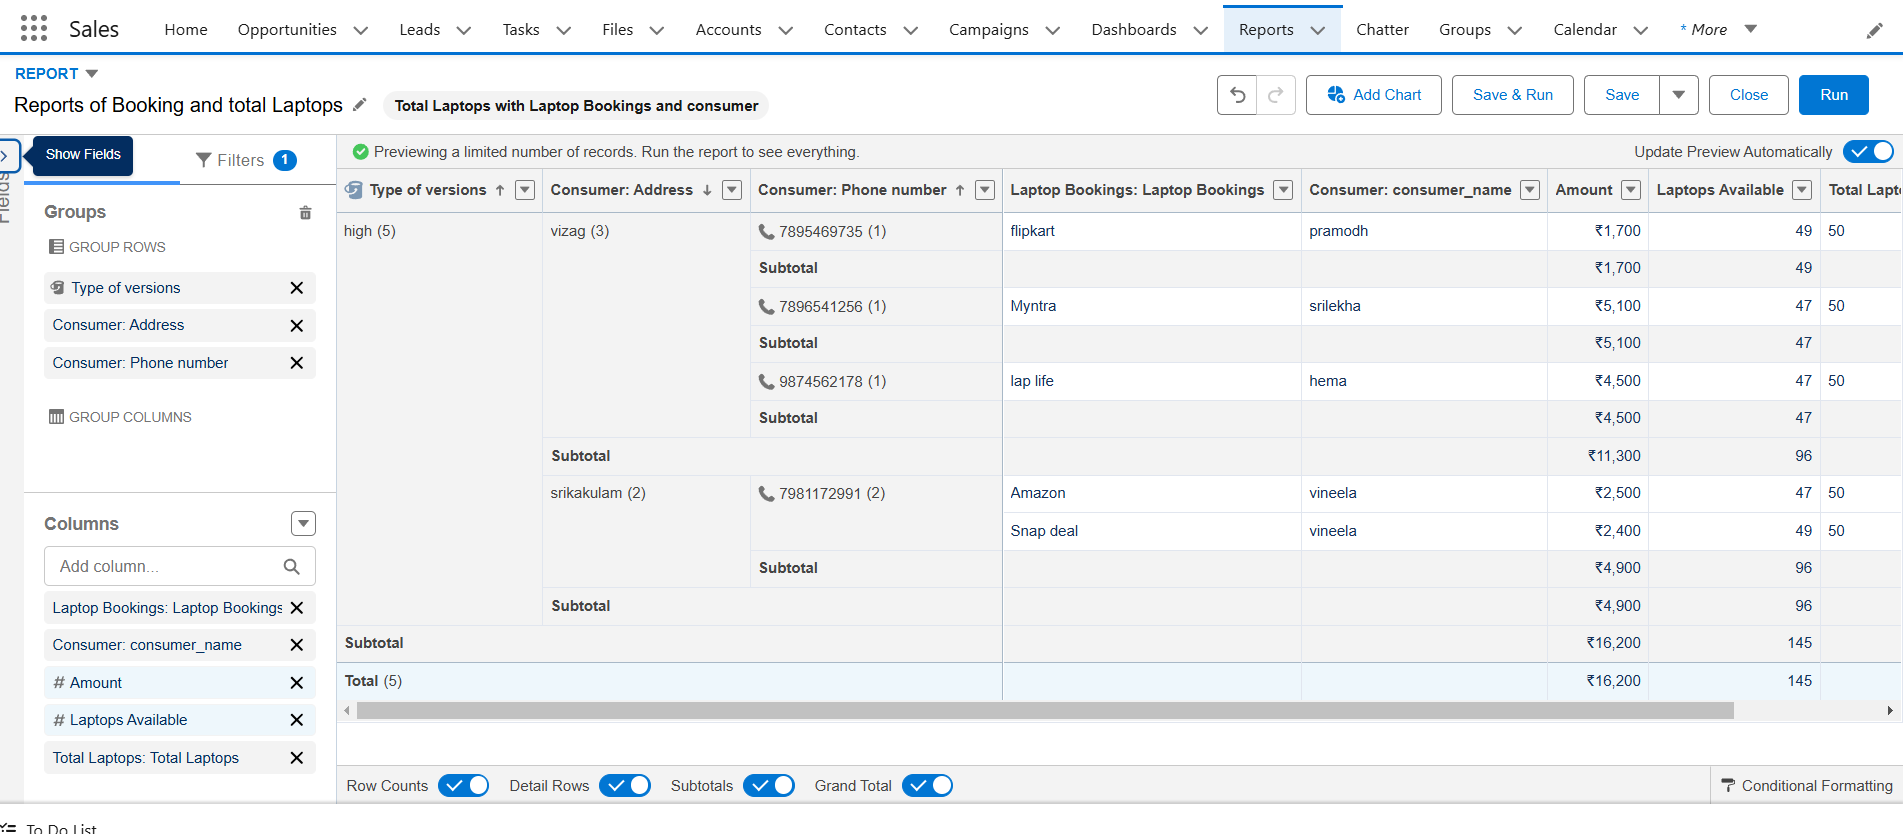 Sales Home Opportunities Leads Tasks Files Accounts Contacts Campaigns Dashboards Reports Chatter Groups Calendar * More
REPORT
Reports of Booking and total Laptops Total Laptops with Laptop Bookings and consumer Add Chart Save & Run Save Close Run
Fields
Show Fields Filters 1
Previewing a limited number of records. Run the report to see everything. Update Preview Automatically
Groups
GROUP ROWS
Type of versions
Consumer: Address
Consumer: Phone number
GROUP COLUMNS
Columns
Add column...
Laptop Bookings: Laptop Bookings
Consumer: consumer_name
# Amount
# Laptops Available
Total Laptops: Total Laptops
Type of versions Consumer: Address Consumer: Phone number Laptop Bookings: Laptop Bookings Consumer: consumer_name Amount Laptops Available Total Lapt
high (5) vizag (3) 7895469735 (1) flipkart pramodh ₹1,700 49 50
Subtotal ₹1,700 49
7896541256 (1) Myntra srilekha ₹5,100 47 50
Subtotal ₹5,100 47
9874562178 (1) lap life hema ₹4,500 47 50
Subtotal ₹4,500 47
Subtotal ₹11,300 96
srikakulam (2) 7981172991 (2) Amazon vineela ₹2,500 47 50
Snap deal vineela ₹2,400 49 50
Subtotal ₹4,900 96
Subtotal ₹4,900 96
Subtotal ₹16,200 145
Total (5) ₹16,200 145
Row Counts Detail Rows Subtotals Grand Total Conditional Formatting
To Do List